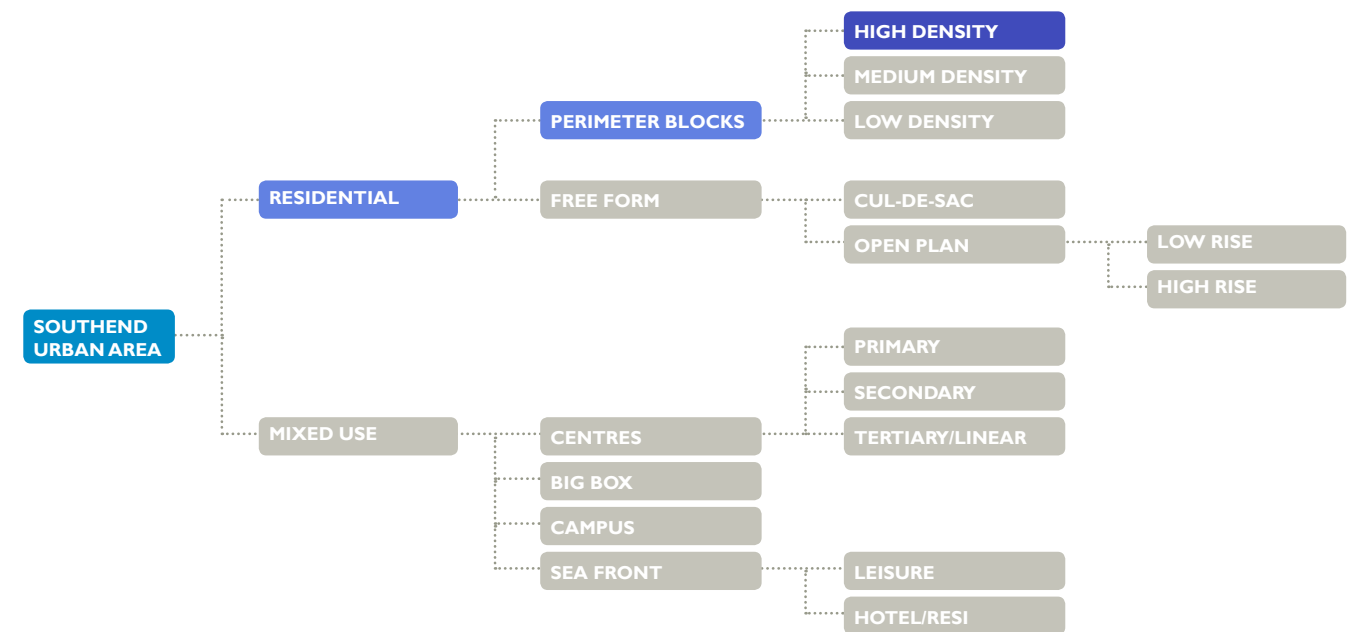 HIGH DENSITY
MEDIUM DENSITY
PERIMETER BLOCKS
LOW DENSITY
RESIDENTIAL
FREE FORM
CUL-DE-SAC
OPEN PLAN
LOW RISE
HIGH RISE
SOUTHEND
URBAN AREA
PRIMARY
SECONDARY
MIXED USE
CENTRES
TERTIARY/LINEAR
BIG BOX
CAMPUS
SEA FRONT
LEISURE
HOTEL/RESI